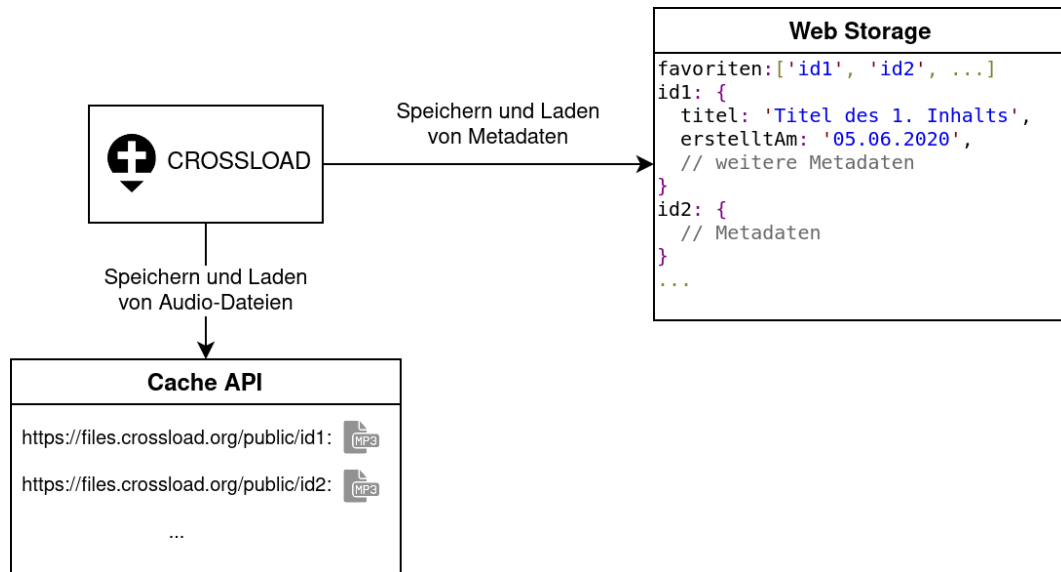 Web Storage
favoriten:['id1', 'id2', ...]
id1: {
  titel: 'Titel des 1. Inhalts',
  erstelltAm: '05.06.2020',
  // weitere Metadaten
}
id2: {
  // Metadaten
}
...
Speichern und Laden
von Metadaten
CROSSLOAD
Speichern und Laden
von Audio-Dateien
Cache API
https://files.crossload.org/public/id1:
MP3
https://files.crossload.org/public/id2:
MP3
...